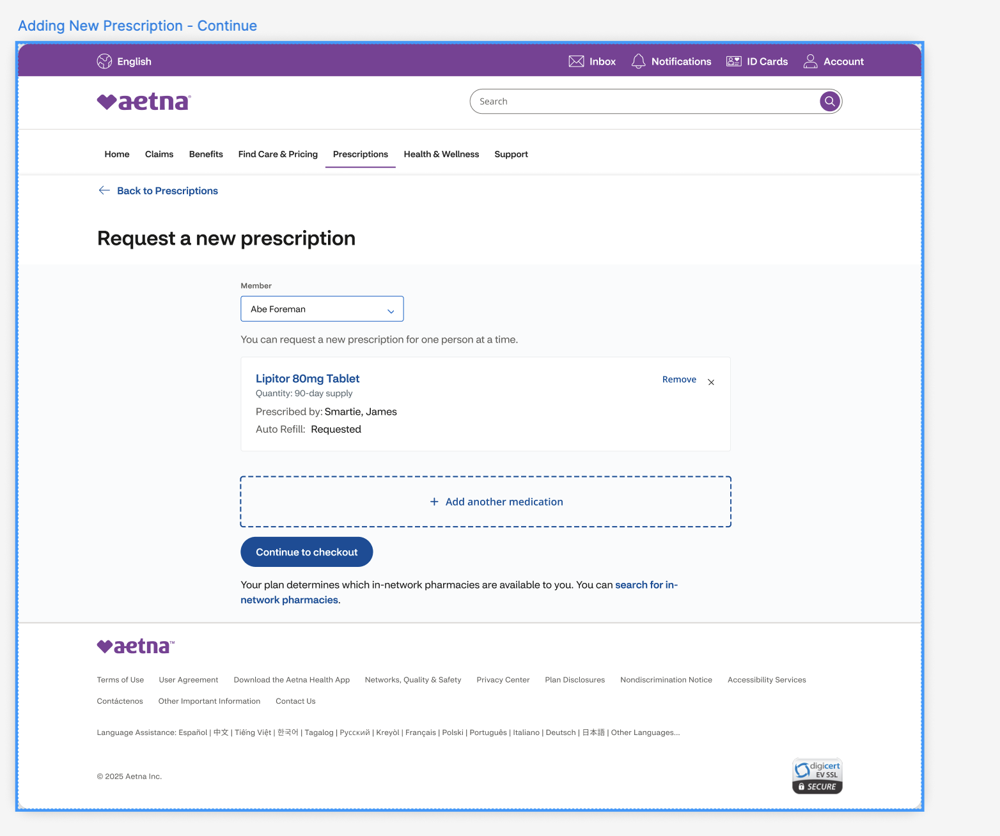 Adding New Prescription - Continue
English
Inbox Notifications ID Cards Account
aetna®
Search
Home Claims Benefits Find Care & Pricing Prescriptions Health & Wellness Support
Back to Prescriptions
Request a new prescription
Member
Abe Foreman
You can request a new prescription for one person at a time.
Lipitor 80mg Tablet
Remove
Quantity: 90-day supply
Prescribed by: Smartie, James
Auto Refill: Requested
+ Add another medication
Continue to checkout
Your plan determines which in-network pharmacies are available to you. You can search for in-
network pharmacies.
aetna™
Terms of Use User Agreement Download the Aetna Health App Networks, Quality & Safety Privacy Center Plan Disclosures Nondiscrimination Notice Accessibility Services
Contáctenos Other Important Information Contact Us
Language Assistance: Español | 中文 | Tiếng Việt | 한국어 | Tagalog | Русский | Kreyòl | Français | Polski | Português | Italiano | Deutsch | 日本語 | Other Languages...
© 2025 Aetna Inc.
digicert
EV SSL
SECURE